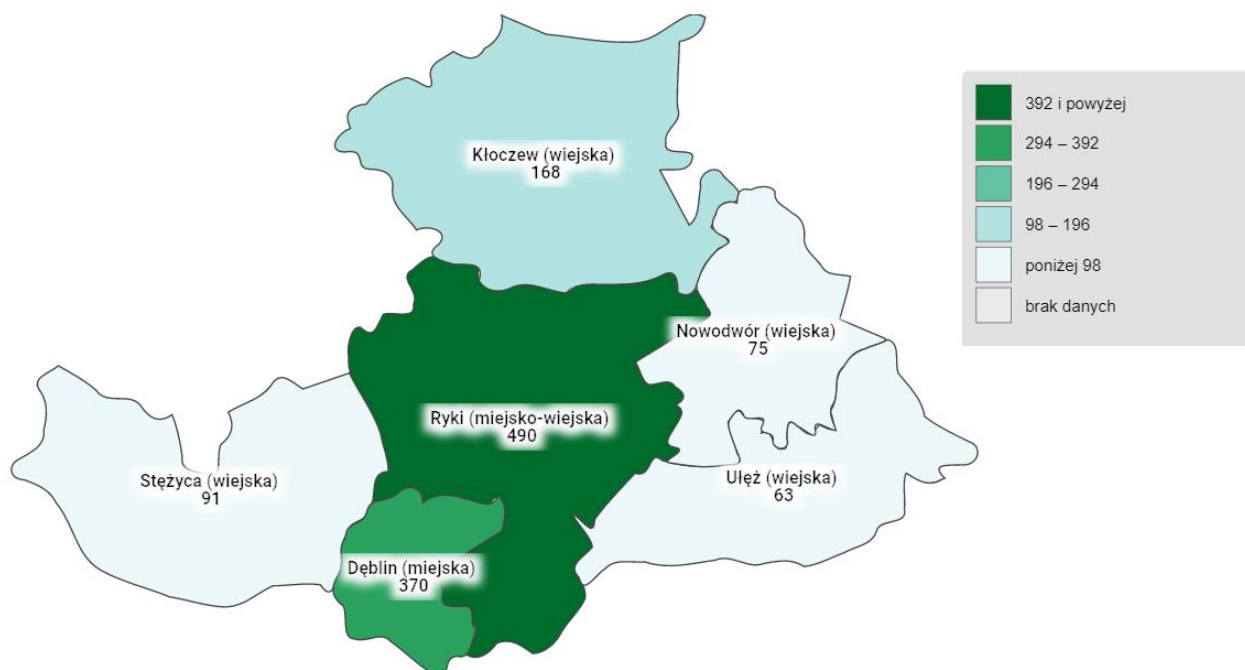 Kłoczew (wiejska)
168
Nowodwór (wiejska)
75
Ryki (miejsko-wiejska)
490
Stężyca (wiejska)
91
Ułęż (wiejska)
63
Dęblin (miejska)
370
392 i powyżej
294 – 392
196 – 294
98 – 196
poniżej 98
brak danych